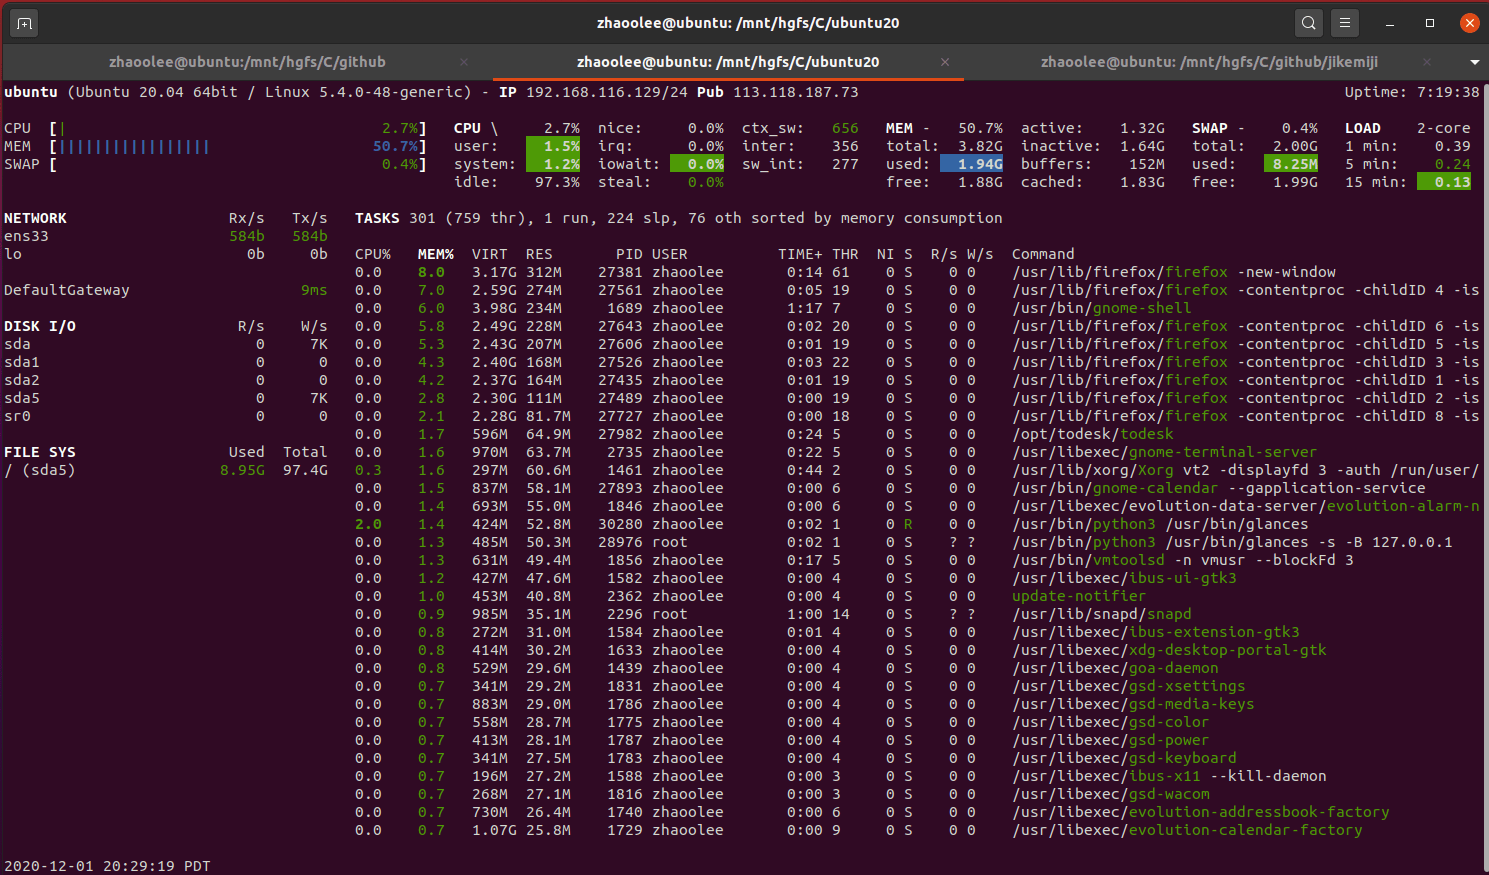 zhaoolee@ubuntu: /mnt/hgfs/C/ubuntu20
zhaoolee@ubuntu:/mnt/hgfs/C/github × zhaoolee@ubuntu: /mnt/hgfs/C/ubuntu20 × zhaoolee@ubuntu: /mnt/hgfs/C/github/jikemiji ×
ubuntu (Ubuntu 20.04 64bit / Linux 5.4.0-48-generic) - IP 192.168.116.129/24 Pub 113.118.187.73 Uptime: 7:19:38
CPU [| 2.7%] CPU \ 2.7% nice: 0.0% ctx_sw: 656 MEM - 50.7% active: 1.32G SWAP - 0.4% LOAD 2-core
MEM [||||||||||||||||| 50.7%] user: 1.5% irq: 0.0% inter: 356 total: 3.82G inactive: 1.64G total: 2.00G 1 min: 0.39
SWAP [ 0.4%] system: 1.2% iowait: 0.0% sw_int: 277 used: 1.94G buffers: 152M used: 8.25M 5 min: 0.24
idle: 97.3% steal: 0.0% free: 1.88G cached: 1.83G free: 1.99G 15 min: 0.13
NETWORK Rx/s Tx/s TASKS 301 (759 thr), 1 run, 224 slp, 76 oth sorted by memory consumption
ens33 584b 584b
lo 0b 0b CPU% MEM% VIRT RES PID USER TIME+ THR NI S R/s W/s Command
0.0 8.0 3.17G 312M 27381 zhaoolee 0:14 61 0 S 0 0 /usr/lib/firefox/firefox -new-window
DefaultGateway 9ms 0.0 7.0 2.59G 274M 27561 zhaoolee 0:05 19 0 S 0 0 /usr/lib/firefox/firefox -contentproc -childID 4 -is
0.0 6.0 3.98G 234M 1689 zhaoolee 1:17 7 0 S 0 0 /usr/bin/gnome-shell
DISK I/O R/s W/s 0.0 5.8 2.49G 228M 27643 zhaoolee 0:02 20 0 S 0 0 /usr/lib/firefox/firefox -contentproc -childID 6 -is
sda 0 7K 0.0 5.3 2.43G 207M 27606 zhaoolee 0:01 19 0 S 0 0 /usr/lib/firefox/firefox -contentproc -childID 5 -is
sda1 0 0 0.0 4.3 2.40G 168M 27526 zhaoolee 0:03 22 0 S 0 0 /usr/lib/firefox/firefox -contentproc -childID 3 -is
sda2 0 0 0.0 4.2 2.37G 164M 27435 zhaoolee 0:01 19 0 S 0 0 /usr/lib/firefox/firefox -contentproc -childID 1 -is
sda5 0 7K 0.0 2.8 2.30G 111M 27489 zhaoolee 0:00 19 0 S 0 0 /usr/lib/firefox/firefox -contentproc -childID 2 -is
sr0 0 0 0.0 2.1 2.28G 81.7M 27727 zhaoolee 0:00 18 0 S 0 0 /usr/lib/firefox/firefox -contentproc -childID 8 -is
0.0 1.7 596M 64.9M 27982 zhaoolee 0:24 5 0 S 0 0 /opt/todesk/todesk
FILE SYS Used Total 0.0 1.6 970M 63.7M 2735 zhaoolee 0:22 5 0 S 0 0 /usr/libexec/gnome-terminal-server
/ (sda5) 8.95G 97.4G 0.3 1.6 297M 60.6M 1461 zhaoolee 0:44 2 0 S 0 0 /usr/lib/xorg/Xorg vt2 -displayfd 3 -auth /run/user/
0.0 1.5 837M 58.1M 27893 zhaoolee 0:00 6 0 S 0 0 /usr/bin/gnome-calendar --gapplication-service
0.0 1.4 693M 55.0M 1846 zhaoolee 0:00 6 0 S 0 0 /usr/libexec/evolution-data-server/evolution-alarm-n
2.0 1.4 424M 52.8M 30280 zhaoolee 0:02 1 0 R 0 0 /usr/bin/python3 /usr/bin/glances
0.0 1.3 485M 50.3M 28976 root 0:02 1 0 S ? ? /usr/bin/python3 /usr/bin/glances -s -B 127.0.0.1
0.0 1.3 631M 49.4M 1856 zhaoolee 0:17 5 0 S 0 0 /usr/bin/vmtoolsd -n vmusr --blockFd 3
0.0 1.2 427M 47.6M 1582 zhaoolee 0:00 4 0 S 0 0 /usr/libexec/ibus-ui-gtk3
0.0 1.0 453M 40.8M 2362 zhaoolee 0:00 4 0 S 0 0 update-notifier
0.0 0.9 985M 35.1M 2296 root 1:00 14 0 S ? ? /usr/lib/snapd/snapd
0.0 0.8 272M 31.0M 1584 zhaoolee 0:01 4 0 S 0 0 /usr/libexec/ibus-extension-gtk3
0.0 0.8 414M 30.2M 1633 zhaoolee 0:00 4 0 S 0 0 /usr/libexec/xdg-desktop-portal-gtk
0.0 0.8 529M 29.6M 1439 zhaoolee 0:00 4 0 S 0 0 /usr/libexec/goa-daemon
0.0 0.7 341M 29.2M 1831 zhaoolee 0:00 4 0 S 0 0 /usr/libexec/gsd-xsettings
0.0 0.7 883M 29.0M 1786 zhaoolee 0:00 4 0 S 0 0 /usr/libexec/gsd-media-keys
0.0 0.7 558M 28.7M 1775 zhaoolee 0:00 4 0 S 0 0 /usr/libexec/gsd-color
0.0 0.7 413M 28.1M 1787 zhaoolee 0:00 4 0 S 0 0 /usr/libexec/gsd-power
0.0 0.7 341M 27.5M 1783 zhaoolee 0:00 4 0 S 0 0 /usr/libexec/gsd-keyboard
0.0 0.7 196M 27.2M 1588 zhaoolee 0:00 3 0 S 0 0 /usr/libexec/ibus-x11 --kill-daemon
0.0 0.7 268M 27.1M 1816 zhaoolee 0:00 3 0 S 0 0 /usr/libexec/gsd-wacom
0.0 0.7 730M 26.4M 1740 zhaoolee 0:00 6 0 S 0 0 /usr/libexec/evolution-addressbook-factory
0.0 0.7 1.07G 25.8M 1729 zhaoolee 0:00 9 0 S 0 0 /usr/libexec/evolution-calendar-factory
2020-12-01 20:29:19 PDT